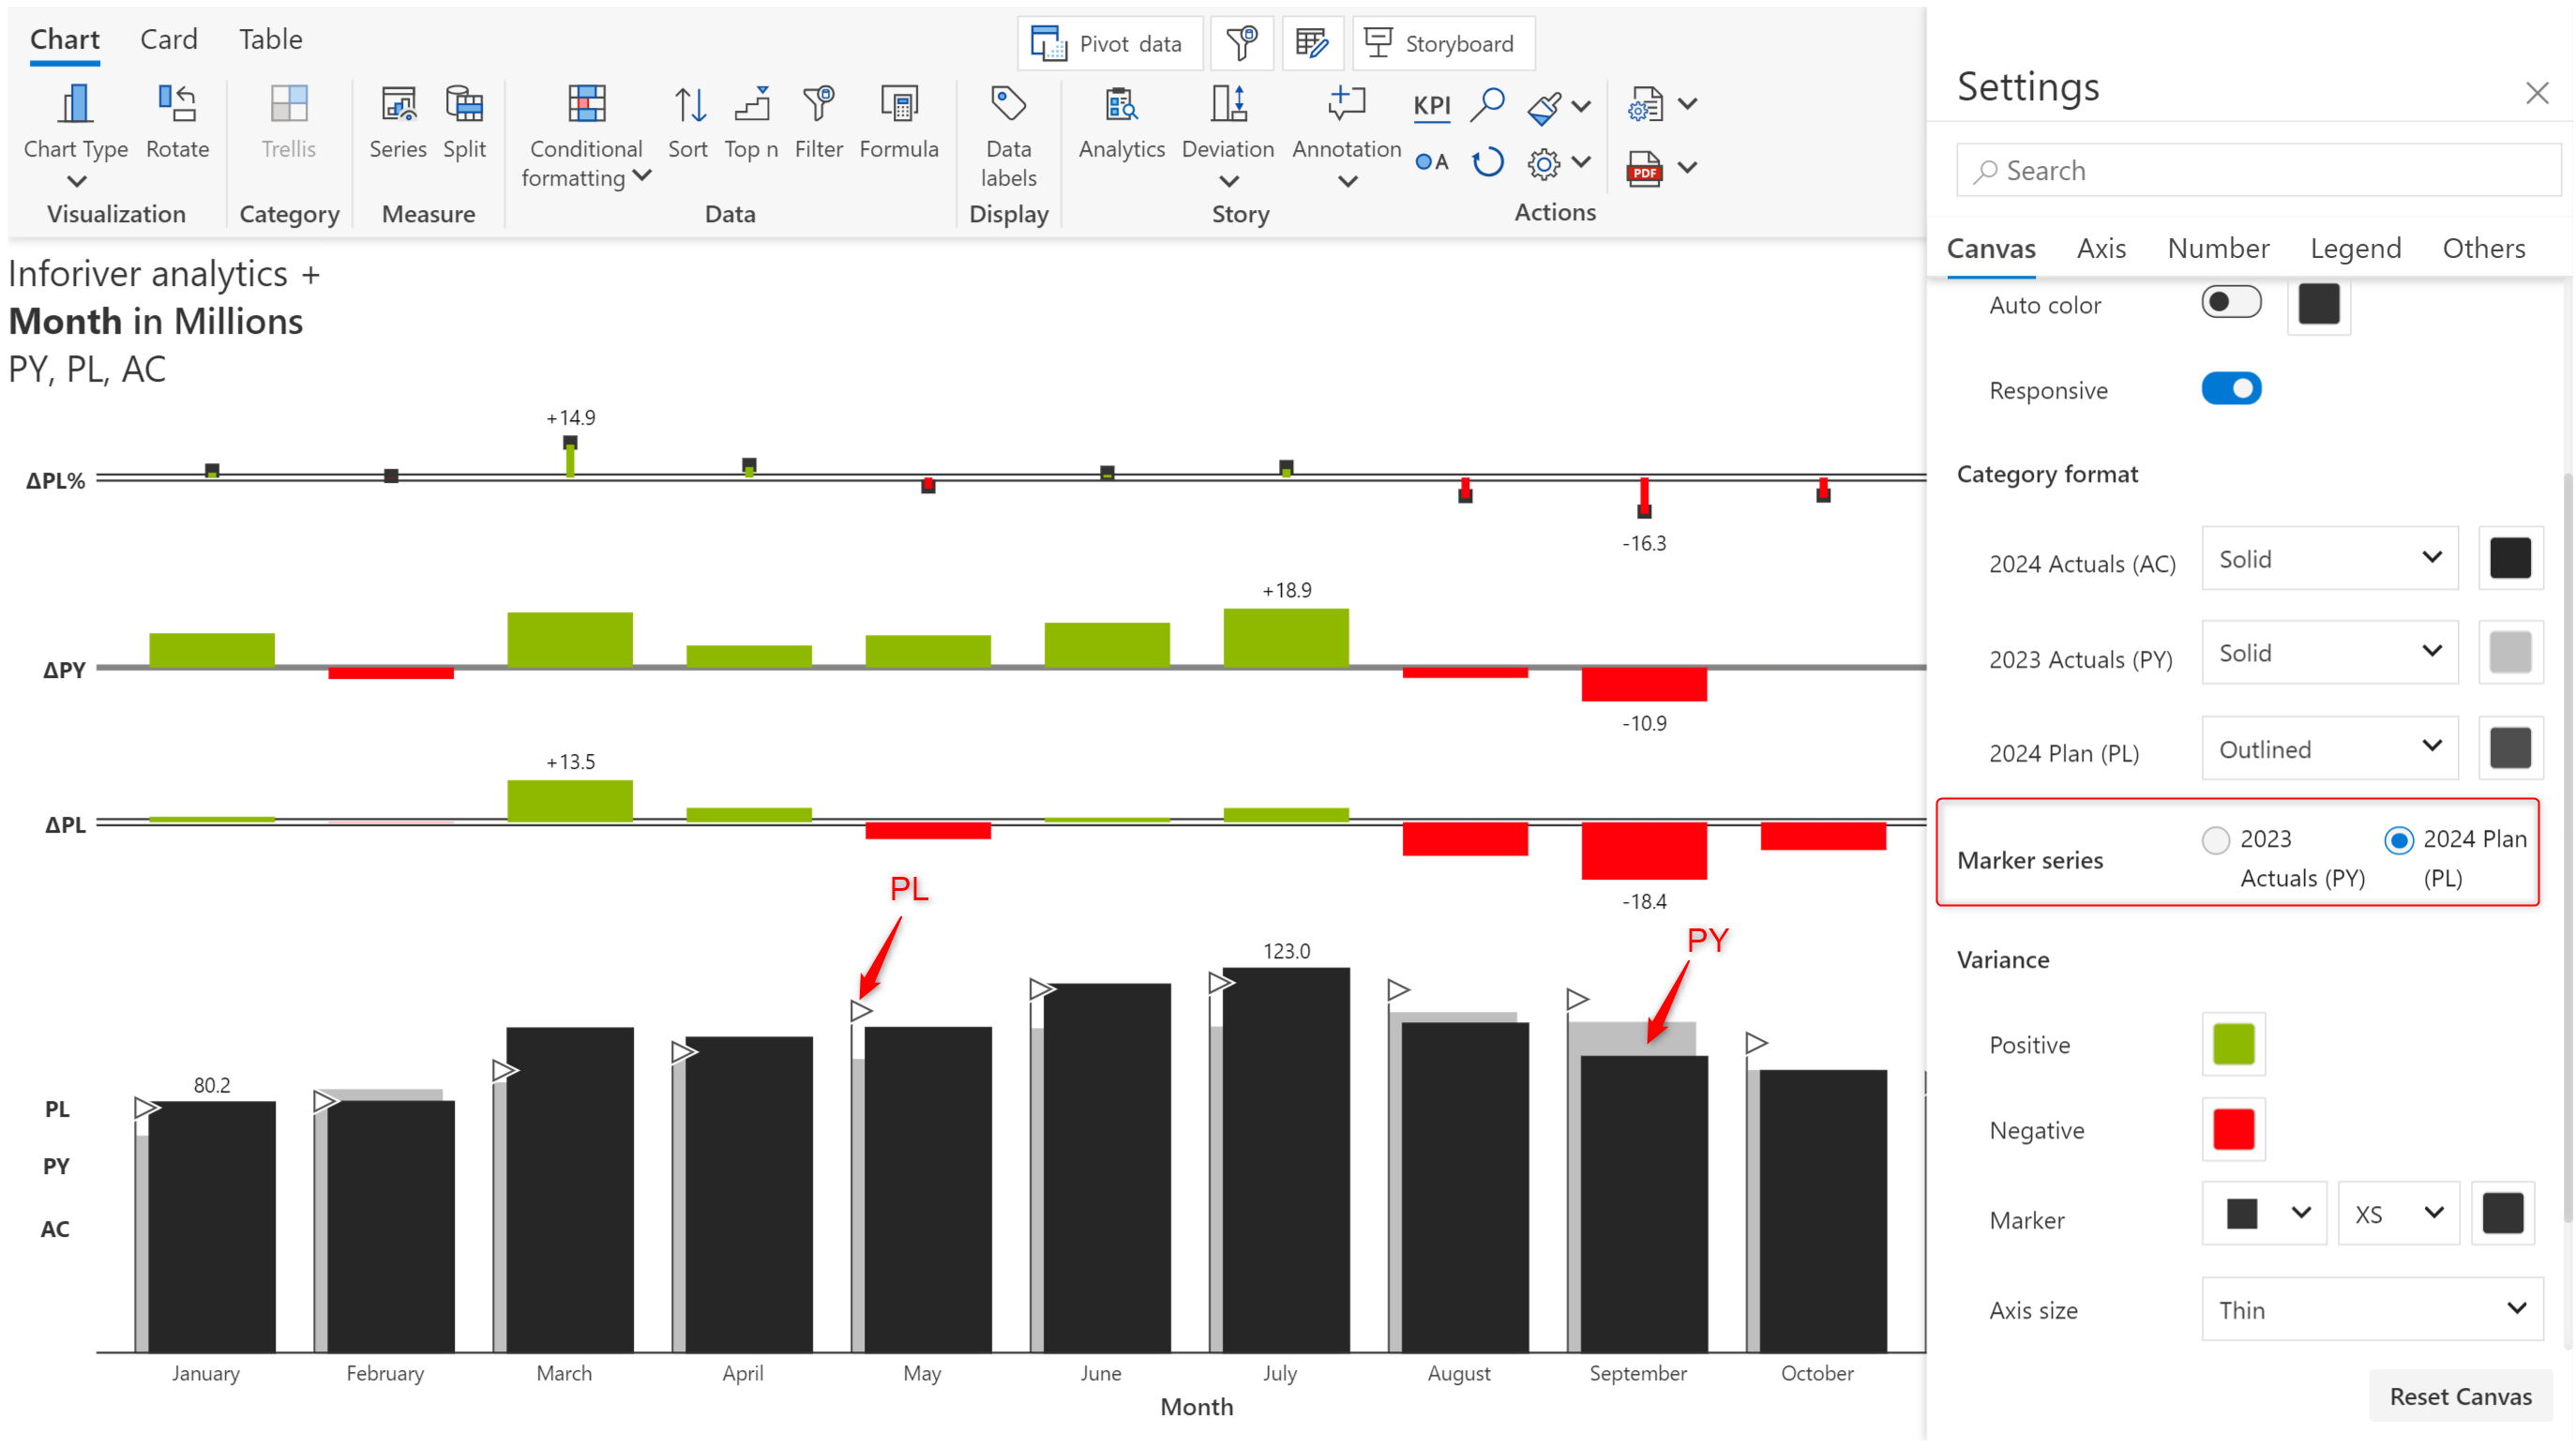 Chart Card Table
Pivot data
Storyboard
Chart Type
Rotate
Visualization
Trellis
Category
Series
Split
Measure
Conditional
formatting
Sort
Top n
Filter
Formula
Data
Data
labels
Display
Analytics
Deviation
Annotation
Story
KPI
A
PDF
Actions
Inforiver analytics +
Month in Millions
PY, PL, AC
ΔPL%
+14.9
-16.3
ΔPY
+18.9
-10.9
ΔPL
+13.5
-18.4
PL
PY
PL
PY
AC
80.2
123.0
January
February
March
April
May
June
July
August
September
October
Month
Settings
Search
Canvas Axis Number Legend Others
Auto color
Responsive
Category format
2024 Actuals (AC)
Solid
2023 Actuals (PY)
Solid
2024 Plan (PL)
Outlined
Marker series
2023
Actuals (PY)
2024 Plan
(PL)
Variance
Positive
Negative
Marker
XS
Axis size
Thin
Reset Canvas